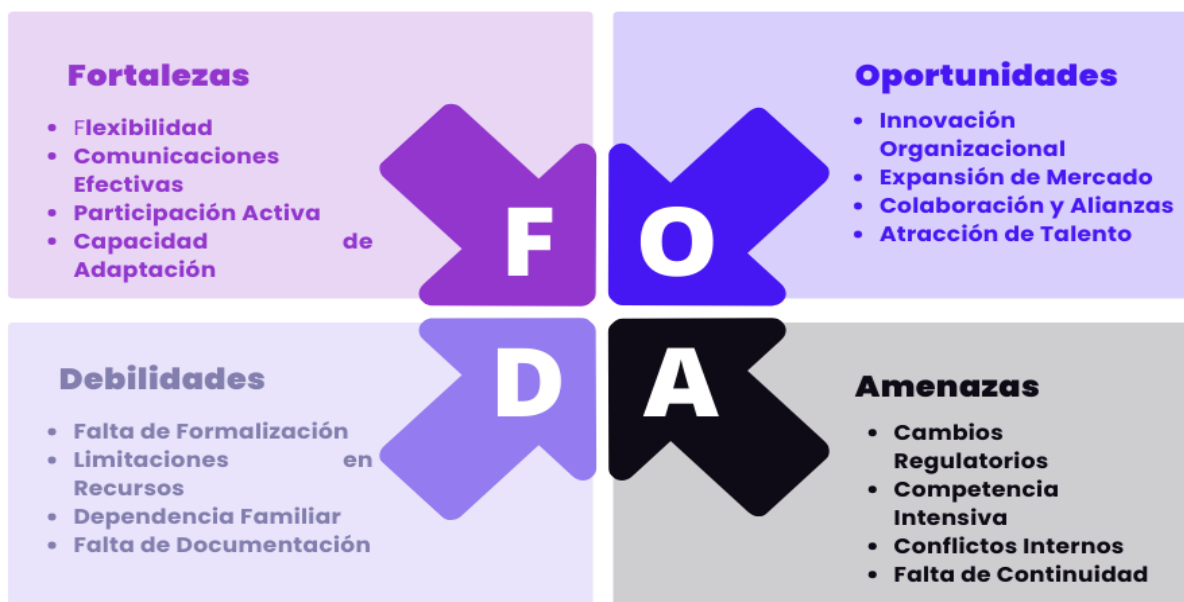 Fortalezas
• Flexibilidad
• Comunicaciones
Efectivas
• Participación Activa
• Capacidad de
Adaptación
F
Oportunidades
• Innovación
Organizacional
• Expansión de Mercado
• Colaboración y Alianzas
• Atracción de Talento
O
Debilidades
• Falta de Formalización
• Limitaciones en
Recursos
• Dependencia Familiar
• Falta de Documentación
D
Amenazas
• Cambios
Regulatorios
• Competencia
Intensiva
• Conflictos Internos
• Falta de Continuidad
A